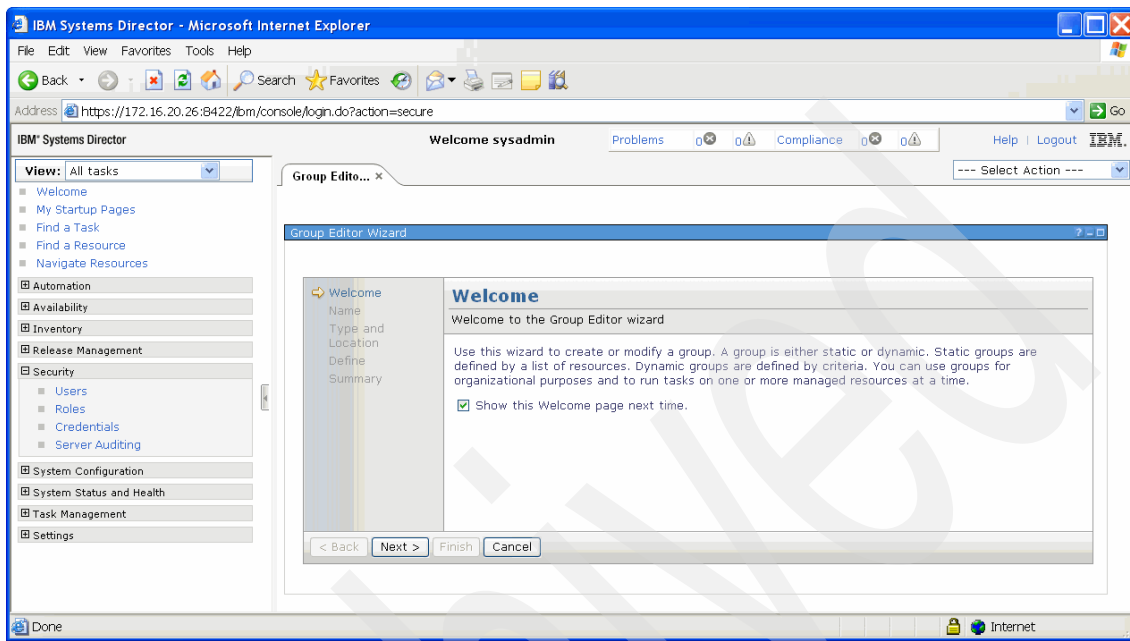 IBM Systems Director - Microsoft Internet Explorer
File Edit View Favorites Tools Help
Back Search Favorites
Address https://172.16.20.26:8422/ibm/console/login.do?action=secure Go
IBM® Systems Director Welcome sysadmin Problems 0 0 Compliance 0 0 Help Logout IBM.
View: All tasks
Group Edito... × --- Select Action ---
Welcome
My Startup Pages
Find a Task
Find a Resource
Navigate Resources
Automation
Availability
Inventory
Release Management
Security
Users
Roles
Credentials
Server Auditing
System Configuration
System Status and Health
Task Management
Settings
Group Editor Wizard ?
Welcome
Name
Type and
Location
Define
Summary
Welcome
Welcome to the Group Editor wizard
Use this wizard to create or modify a group. A group is either static or dynamic. Static groups are
defined by a list of resources. Dynamic groups are defined by criteria. You can use groups for
organizational purposes and to run tasks on one or more managed resources at a time.
Show this Welcome page next time.
< Back Next > Finish Cancel
Done Internet